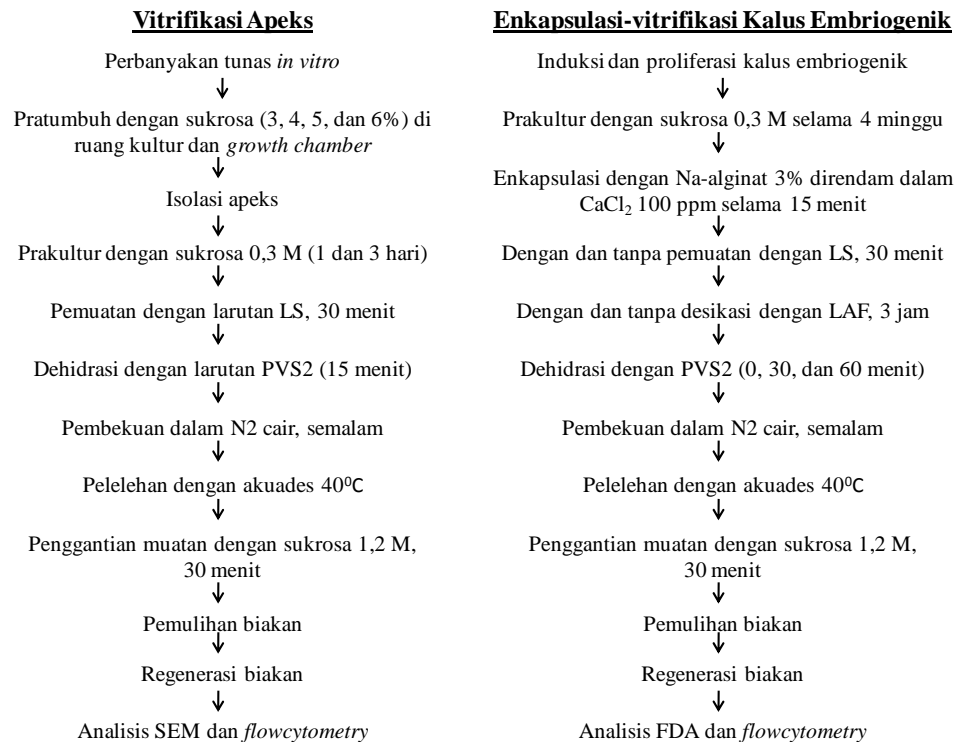 Vitrifikasi Apeks
Perbanyakan tunas in vitro
Pratumbuh dengan sukrosa (3, 4, 5, dan 6%) di
ruang kultur dan growth chamber
Isolasi apeks
Prakultur dengan sukrosa 0,3 M (1 dan 3 hari)
Pemuatan dengan larutan LS, 30 menit
Dehidrasi dengan larutan PVS2 (15 menit)
Pembekuan dalam N2 cair, semalam
Pelelehan dengan akuades 40⁰C
Penggantian muatan dengan sukrosa 1,2 M,
30 menit
Pemulihan biakan
Regenerasi biakan
Analisis SEM dan flowcytometry
Enkapsulasi-vitrifikasi Kalus Embriogenik
Induksi dan proliferasi kalus embriogenik
Prakultur dengan sukrosa 0,3 M selama 4 minggu
Enkapsulasi dengan Na-alginat 3% direndam dalam
CaCl₂ 100 ppm selama 15 menit
Dengan dan tanpa pemuatan dengan LS, 30 menit
Dengan dan tanpa desikasi dengan LAF, 3 jam
Dehidrasi dengan PVS2 (0, 30, dan 60 menit)
Pembekuan dalam N2 cair, semalam
Pelelehan dengan akuades 40⁰C
Penggantian muatan dengan sukrosa 1,2 M,
30 menit
Pemulihan biakan
Regenerasi biakan
Analisis FDA dan flowcytometry